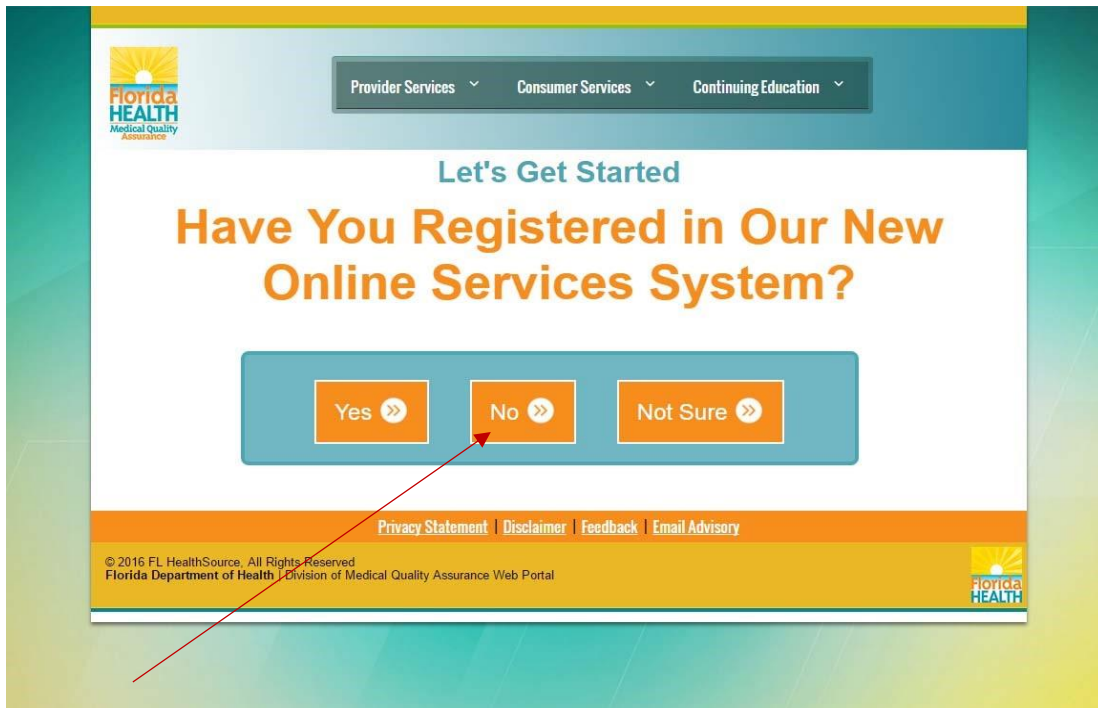 Florida
HEALTH
Medical Quality
Assurance
Provider Services Consumer Services Continuing Education
Let's Get Started
Have You Registered in Our New
Online Services System?
Yes No Not Sure
Privacy Statement | Disclaimer | Feedback | Email Advisory
© 2016 FL HealthSource, All Rights Reserved
Florida Department of Health | Division of Medical Quality Assurance Web Portal
Florida
HEALTH